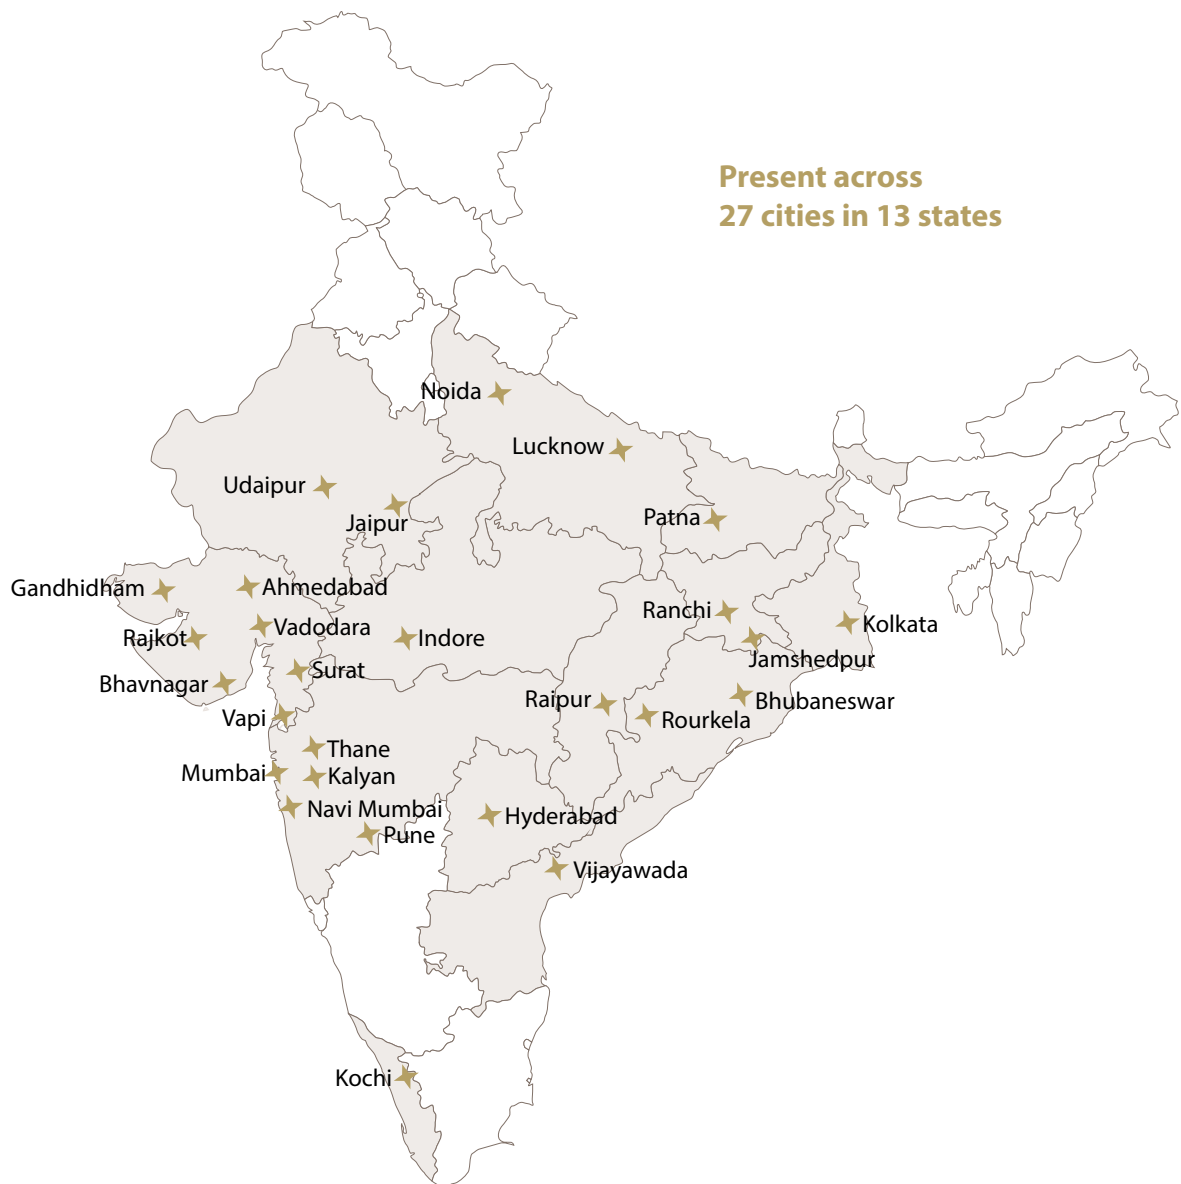 Present across
27 cities in 13 states
Noida
Lucknow
Udaipur
Jaipur
Patna
Gandhidham
Ahmedabad
Ranchi
Kolkata
Rajkot
Vadodara
Indore
Jamshedpur
Bhavnagar
Surat
Raipur
Bhubaneswar
Vapi
Rourkela
Thane
Mumbai
Kalyan
Navi Mumbai
Hyderabad
Pune
Vijayawada
Kochi